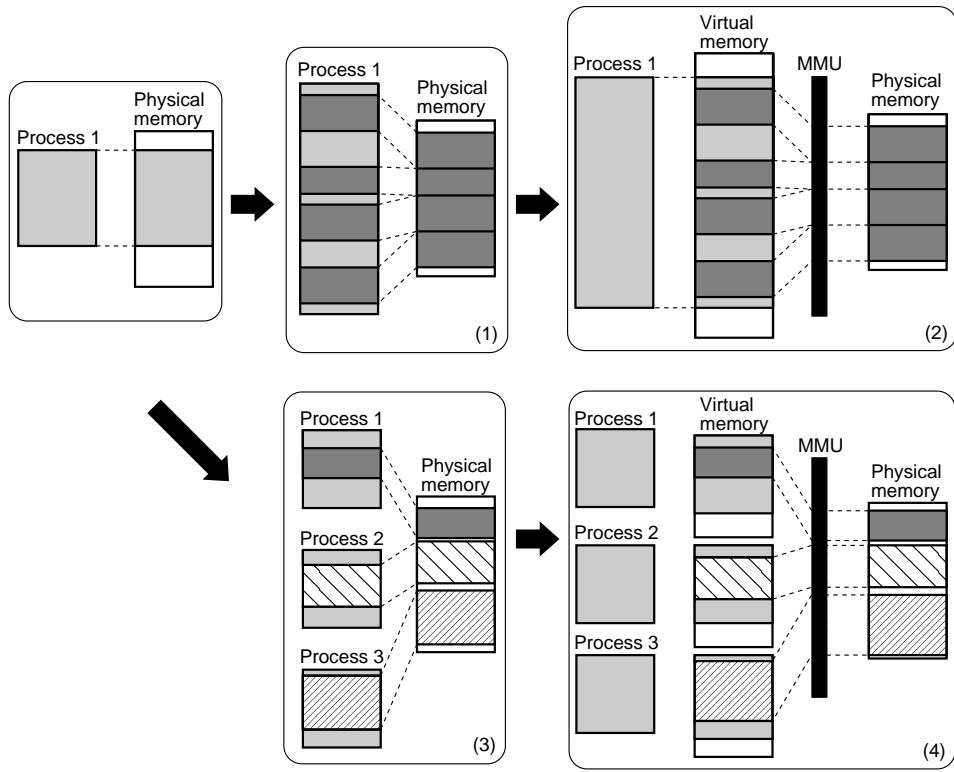 Process 1
Physical
memory
Process 1
Physical
memory
(1)
Process 1
Virtual
memory
MMU
Physical
memory
(2)
Process 1
Process 2
Process 3
Physical
memory
(3)
Process 1
Process 2
Process 3
Virtual
memory
MMU
Physical
memory
(4)